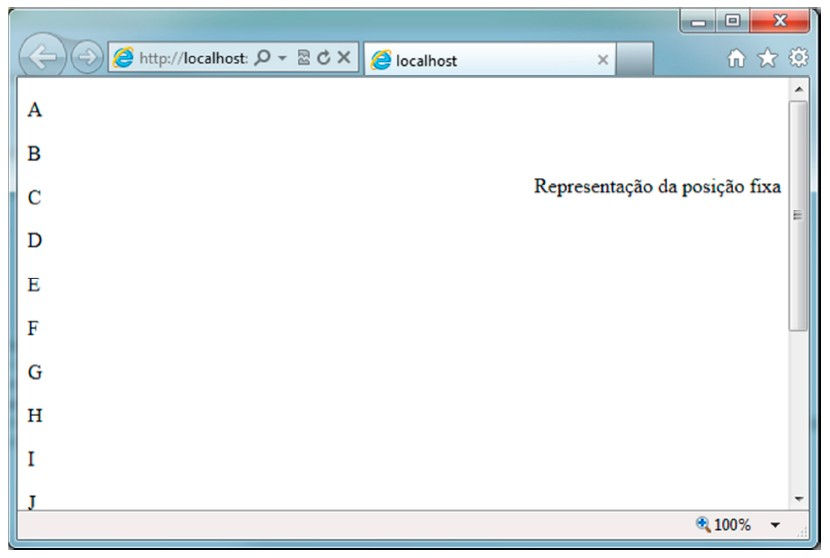 http://localhost:
localhost
A
B
Representação da posição fixa
C
D
E
F
G
H
I
J
100%